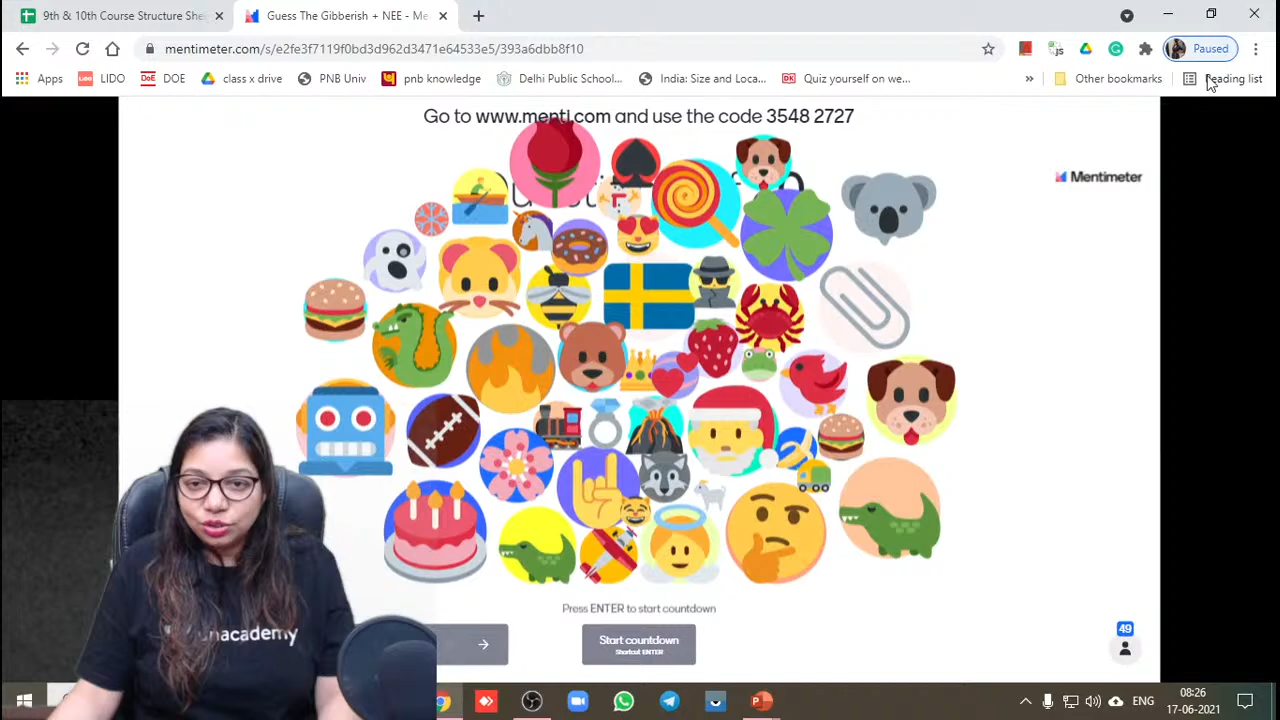 9th & 10th Course Structure She
Guess The Gibberish + NEE - Me
mentimeter.com/s/e2fe3f7119f0bd3d962d3471e64533e5/393a6dbb8f10
Paused
Apps
LIDO
DOE
class x drive
PNB Univ
pnb knowledge
Delhi Public School...
India: Size and Loca...
Quiz yourself on we...
»
Other bookmarks
Reading list
Go to www.menti.com and use the code 3548 2727
Mentimeter
Press ENTER to start countdown
Start countdown
Shortcut ENTER
49
unacademy
ENG
08:26
17-06-2021